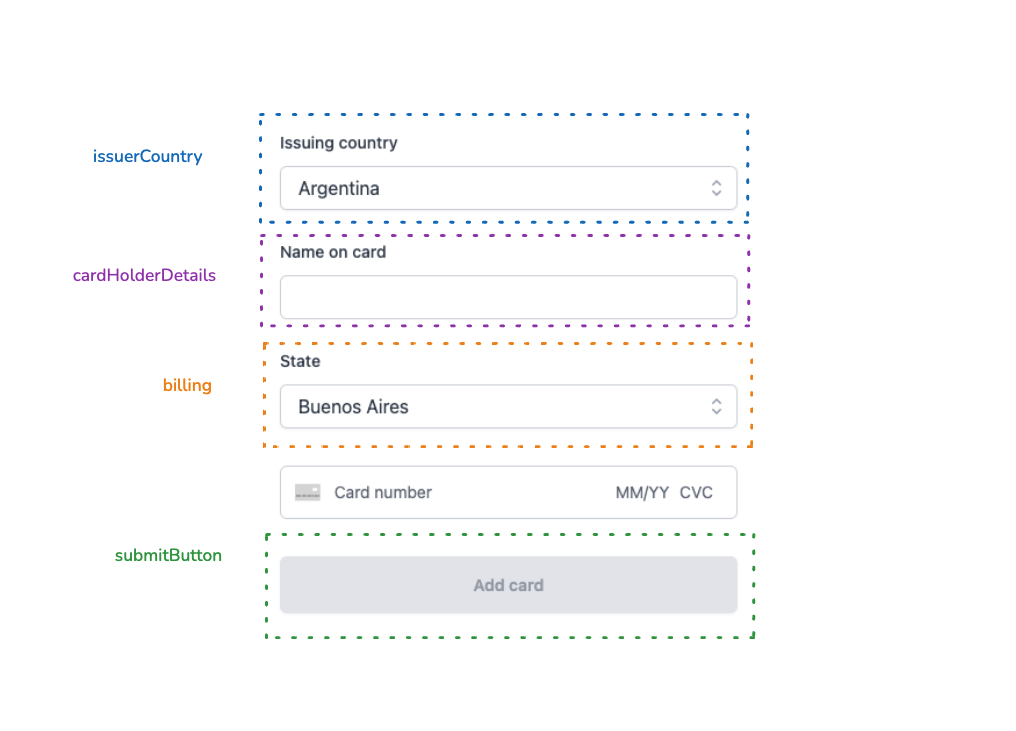 issuerCountry
Issuing country
Argentina
cardHolderDetails
Name on card
billing
State
Buenos Aires
Card number MM/YY CVC
submitButton
Add card